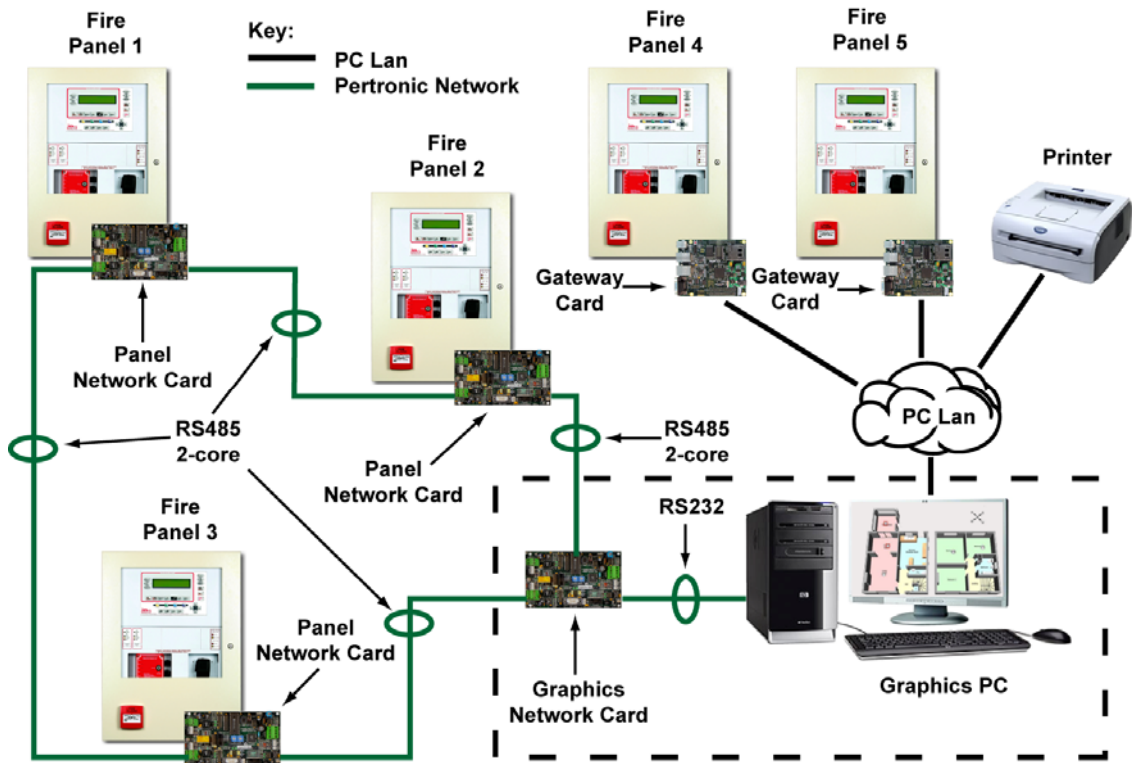 Fire
Panel 1
Key:
PC Lan
Pertronic Network
Fire
Panel 4
Fire
Panel 5
Fire
Panel 2
Printer
Gateway
Card
Gateway
Card
Panel
Network Card
RS485
2-core
Panel
Network Card
RS485
2-core
PC Lan
RS232
Fire
Panel 3
Panel
Network Card
Graphics
Network Card
Graphics PC